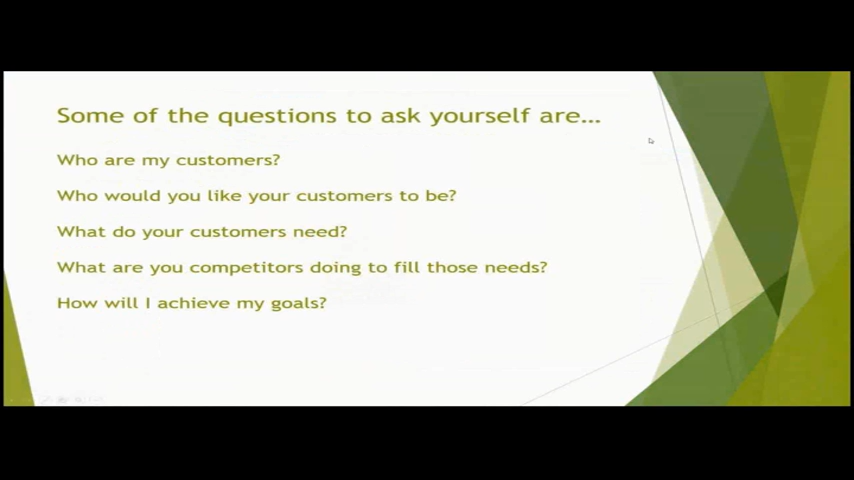 Some of the questions to ask yourself are...
Who are my customers?
Who would you like your customers to be?
What do your customers need?
What are you competitors doing to fill those needs?
How will I achieve my goals?